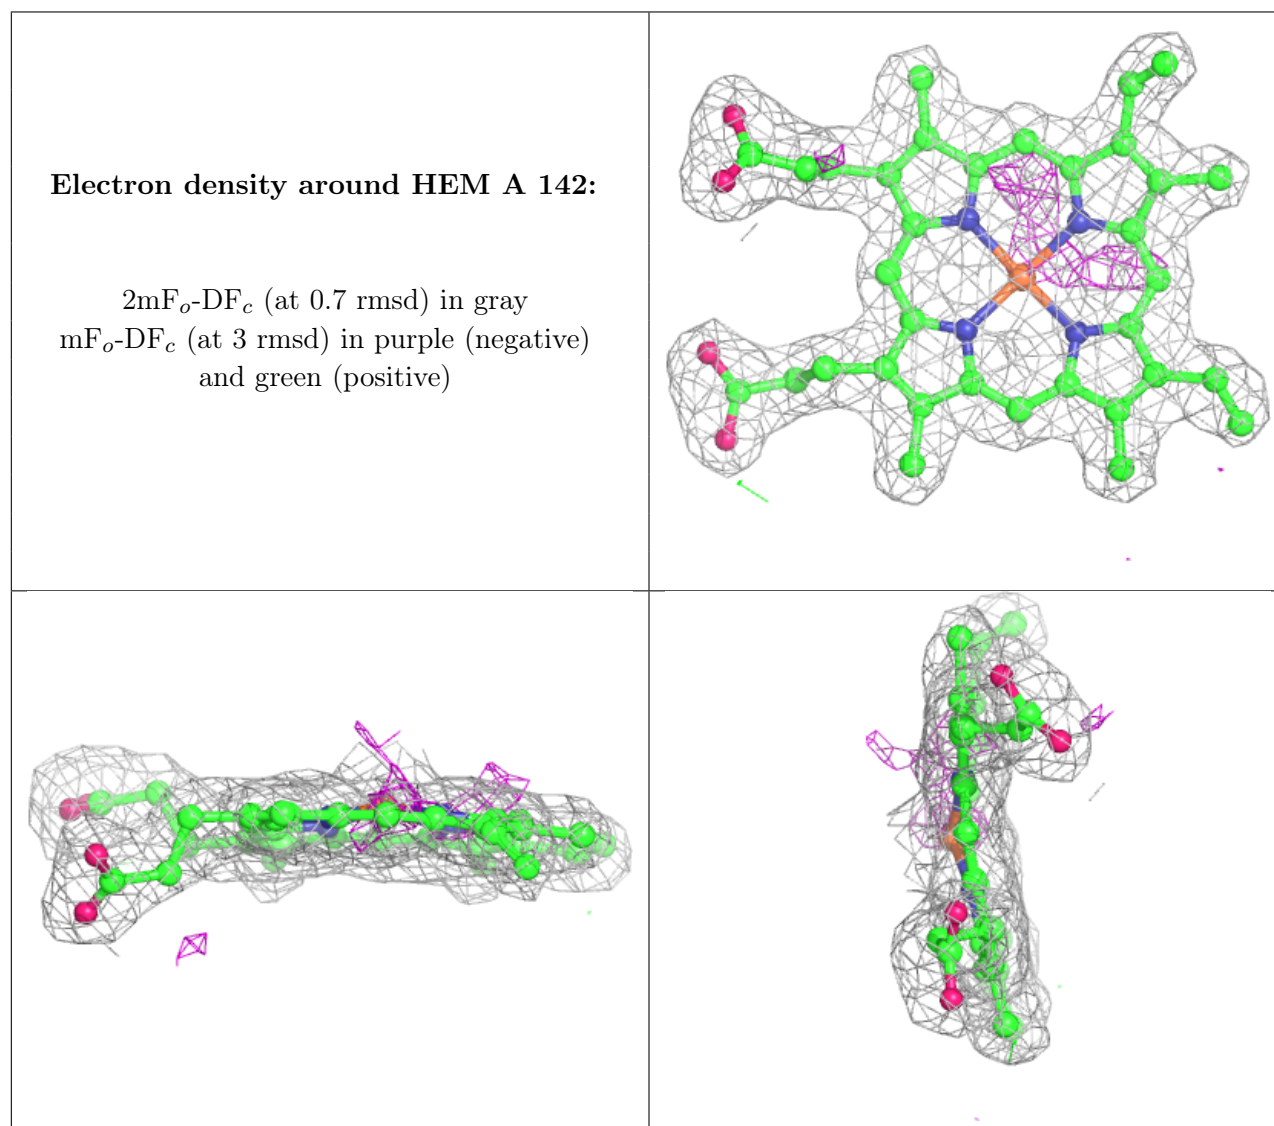 Electron density around HEM A 142:
2mFo-DFc (at 0.7 rmsd) in gray
mFo-DFc (at 3 rmsd) in purple (negative)
and green (positive)